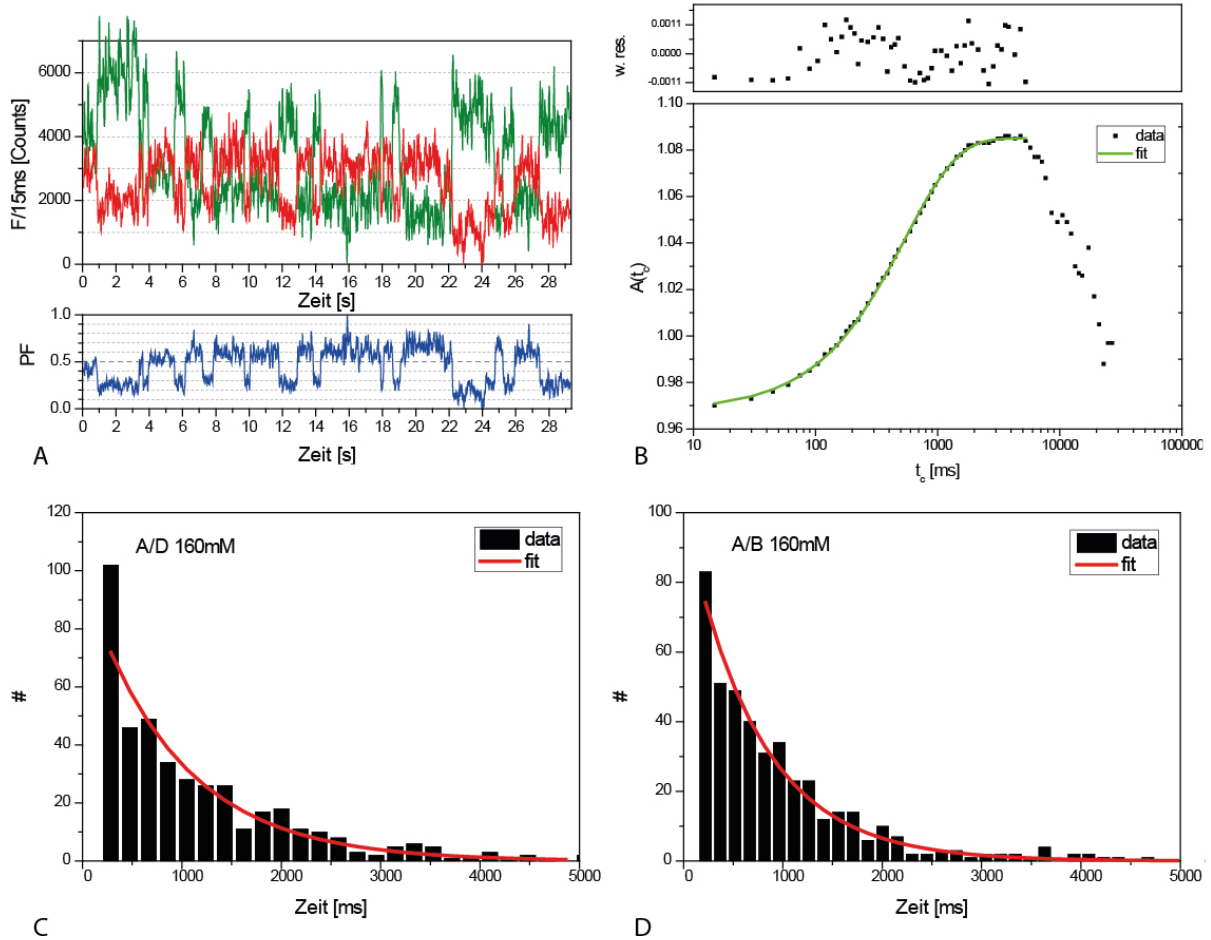 F/15ms [Counts]
6000
4000
2000
0
0 2 4 6 8 10 12 14 16 18 20 22 24 26 28
Zeit [s]
PF
1.0
0.5
0.0
0 2 4 6 8 10 12 14 16 18 20 22 24 26 28
Zeit [s]
A
w. res.
0.0011
0.0000
-0.0011
A(t_c)
1.10
1.08
1.06
1.04
1.02
1.00
0.98
0.96
data
fit
10 100 1000 10000 100000
t_c [ms]
B
#
120
100
80
60
40
20
0
A/D 160mM
data
fit
0 1000 2000 3000 4000 5000
Zeit [ms]
C
#
100
80
60
40
20
0
A/B 160mM
data
fit
0 1000 2000 3000 4000 5000
Zeit [ms]
D